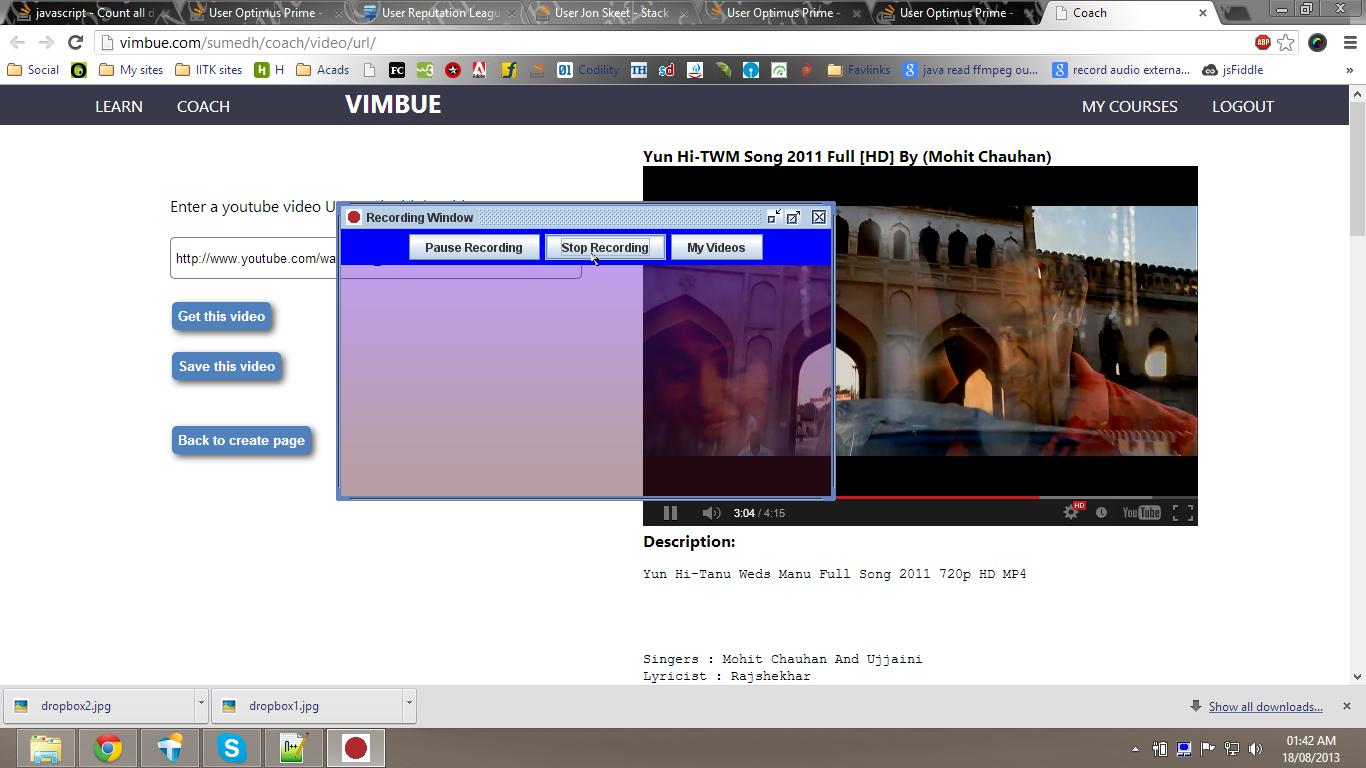 javascript - Count all d
User Optimus Prime -
User Reputation Leagu
User Jon Skeet - Stack
User Optimus Prime -
User Optimus Prime -
Coach
vimbue.com/sumedh/coach/video/url/
ABP
Social
My sites
IITK sites
H
Acads
FC
w3
f
01 Codility
TH
sd
Favlinks
java read ffmpeg ou...
record audio externa...
jsFiddle
»
LEARN
COACH
VIMBUE
MY COURSES
LOGOUT
Yun Hi-TWM Song 2011 Full [HD] By (Mohit Chauhan)
Enter a youtube video U
Recording Window
Pause Recording
Stop Recording
My Videos
http://www.youtube.com/wa
Get this video
Save this video
Back to create page
3:04 / 4:15
HD
YouTube
Description:
Yun Hi-Tanu Weds Manu Full Song 2011 720p HD MP4
Singers : Mohit Chauhan And Ujjaini
Lyricist : Rajshekhar
dropbox2.jpg
dropbox1.jpg
Show all downloads...
01:42 AM
18/08/2013